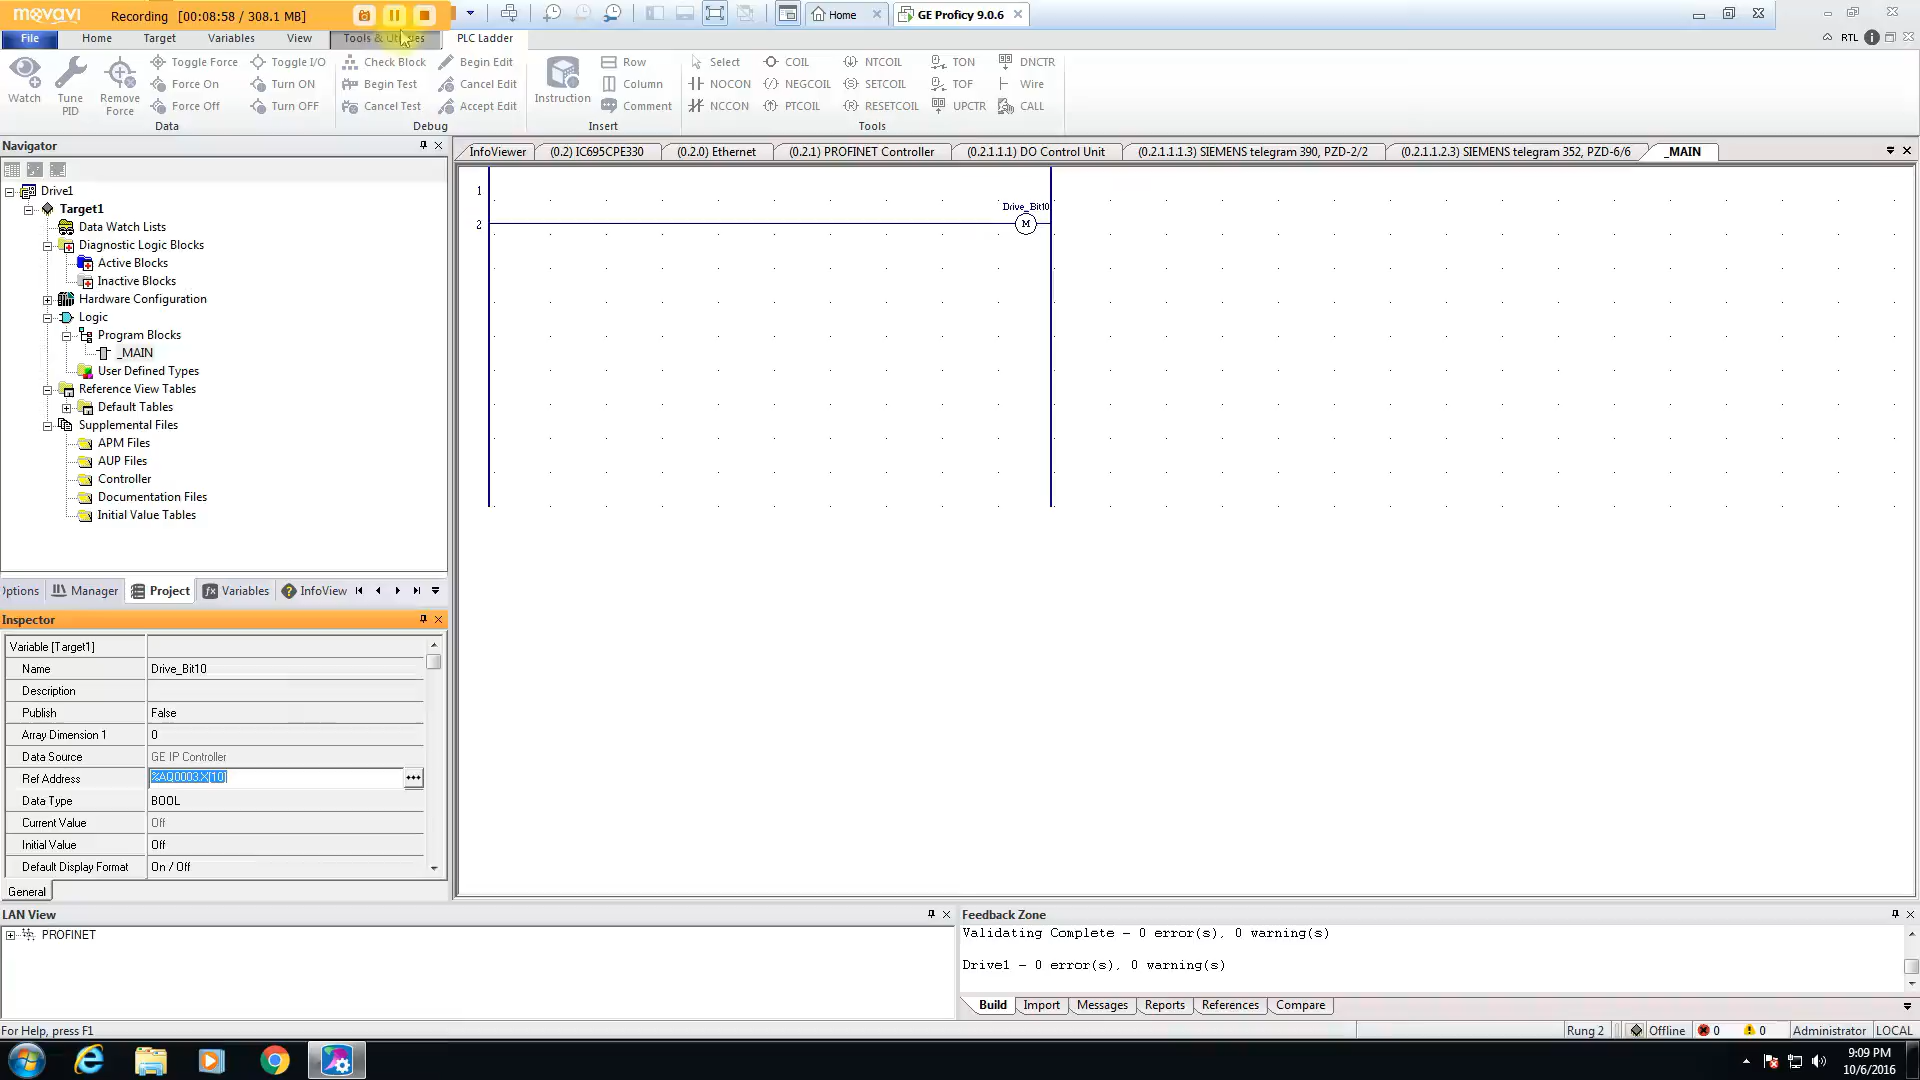 movavi Recording [00:08:58 / 308.1 MB] Home GE Proficy 9.0.6
File Home Target Variables View Tools & Utilities PLC Ladder RTL
Toggle Force Toggle I/O Check Block Begin Edit Row Select COIL NTCOIL TON DNCTR
Watch Tune PID Remove Force Force On Turn ON Begin Test Cancel Edit Instruction Column NOCON NEGCOIL SETCOIL TOF Wire
Force Off Turn OFF Cancel Test Accept Edit Comment NCCON PTCOIL RESETCOIL UPCTR CALL
Data Debug Insert Tools
Navigator
InfoViewer (0.2) IC695CPE330 (0.2.0) Ethernet (0.2.1) PROFINET Controller (0.2.1.1.1) DO Control Unit (0.2.1.1.1.3) SIEMENS telegram 390, PZD-2/2 (0.2.1.1.2.3) SIEMENS telegram 352, PZD-6/6 _MAIN
1
Drive_Bit10
2 M
Drive1
Target1
Data Watch Lists
Diagnostic Logic Blocks
Active Blocks
Inactive Blocks
Hardware Configuration
Logic
Program Blocks
_MAIN
User Defined Types
Reference View Tables
Default Tables
Supplemental Files
APM Files
AUP Files
Controller
Documentation Files
Initial Value Tables
Options Manager Project Variables InfoView
Inspector
Variable [Target1]
Name Drive_Bit10
Description
Publish False
Array Dimension 1 0
Data Source GE IP Controller
Ref Address %AQ0003.X[10]
Data Type BOOL
Current Value Off
Initial Value Off
Default Display Format On / Off
General
LAN View
PROFINET
Feedback Zone
Validating Complete - 0 error(s), 0 warning(s)
Drive1 - 0 error(s), 0 warning(s)
Build Import Messages Reports References Compare
For Help, press F1 Rung 2 Offline 0 0 Administrator LOCAL
9:09 PM
10/6/2016